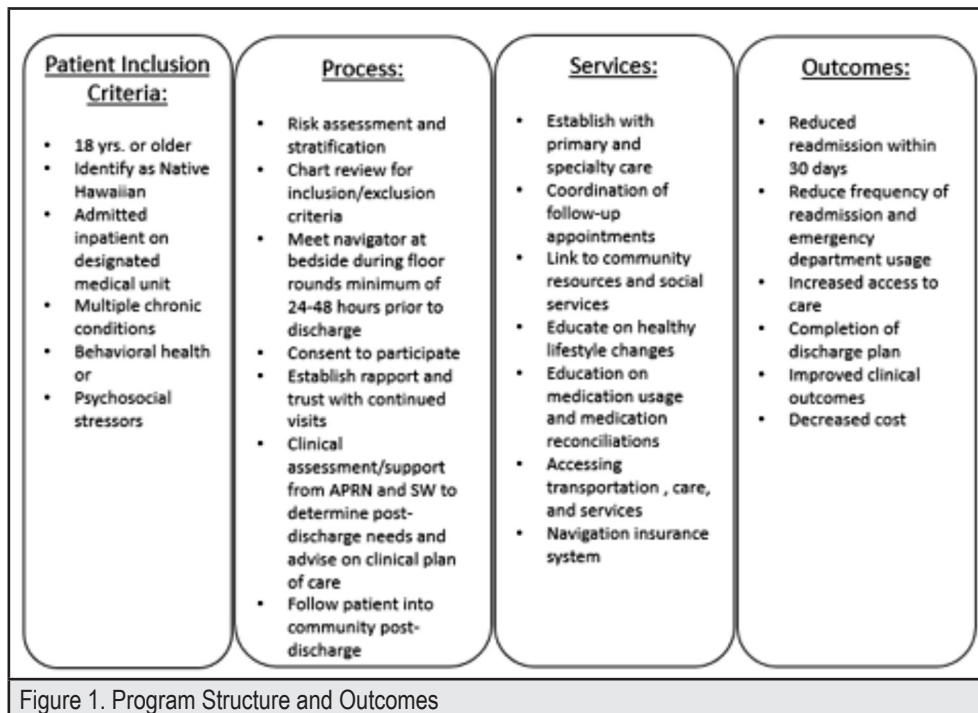 Patient Inclusion
Criteria:
• 18 yrs. or older
• Identify as Native
Hawaiian
• Admitted
inpatient on
designated
medical unit
• Multiple chronic
conditions
• Behavioral health
or
• Psychosocial
stressors
Process:
• Risk assessment and
stratification
• Chart review for
inclusion/exclusion
criteria
• Meet navigator at
bedside during floor
rounds minimum of
24-48 hours prior to
discharge
• Consent to participate
• Establish rapport and
trust with continued
visits
• Clinical
assessment/support
from APRN and SW to
determine post-
discharge needs and
advise on clinical plan
of care
• Follow patient into
community post-
discharge
Services:
• Establish with
primary and
specialty care
• Coordination of
follow-up
appointments
• Link to community
resources and social
services
• Educate on healthy
lifestyle changes
• Education on
medication usage
and medication
reconciliations
• Accessing
transportation , care,
and services
• Navigation insurance
system
Outcomes:
• Reduced
readmission within
30 days
• Reduce frequency of
readmission and
emergency
department usage
• Increased access to
care
• Completion of
discharge plan
• Improved clinical
outcomes
• Decreased cost
Figure 1. Program Structure and Outcomes